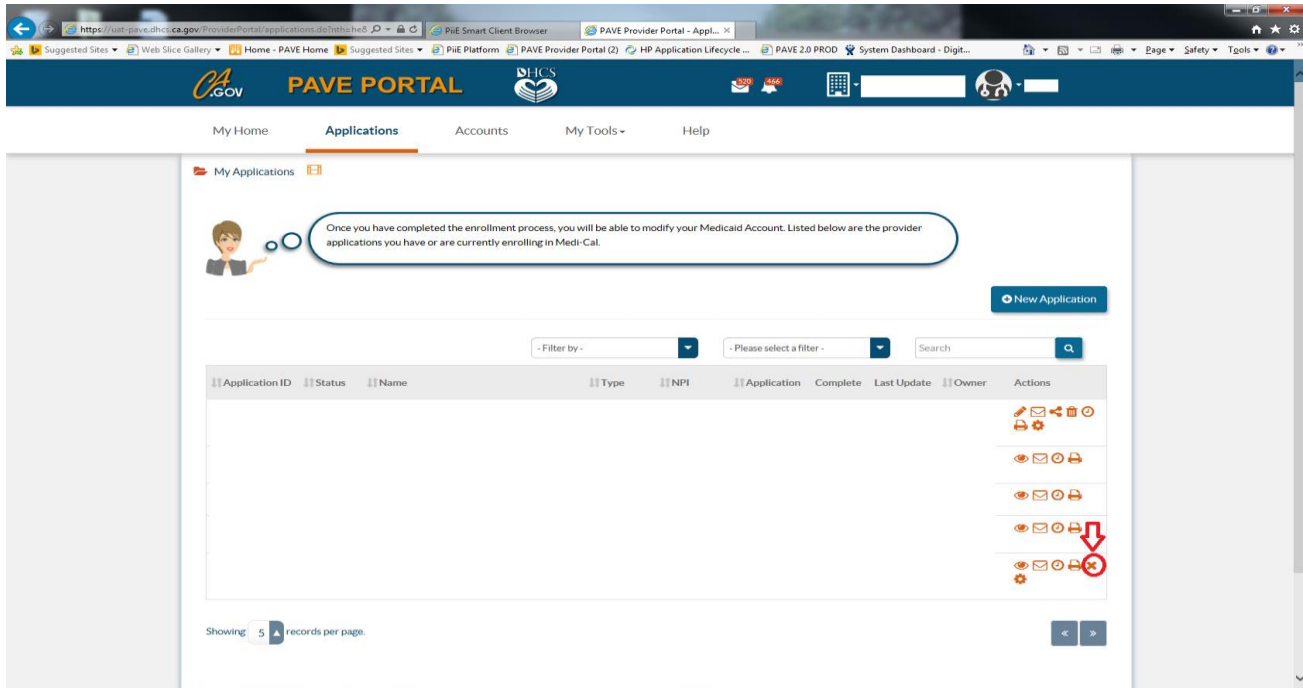 https://uat-pave.dhcs.ca.gov/ProviderPortal/applications.do?
PiiE Smart Client Browser
PAVE Provider Portal - Appl...
Suggested Sites
Web Slice Gallery
Home - PAVE Home
Suggested Sites
PiiE Platform
PAVE Provider Portal (2)
HP Application Lifecycle ...
PAVE 2.0 PROD
System Dashboard - Digit...
Page
Safety
Tools
CA.GOV
PAVE PORTAL
DHCS
520
466
My Home
Applications
Accounts
My Tools
Help
My Applications
Once you have completed the enrollment process, you will be able to modify your Medicaid Account. Listed below are the provider
applications you have or are currently enrolling in Medi-Cal.
New Application
- Filter by -
- Please select a filter -
Search
Application ID Status Name Type NPI Application Complete Last Update Owner Actions
Showing 5 records per page.
« »